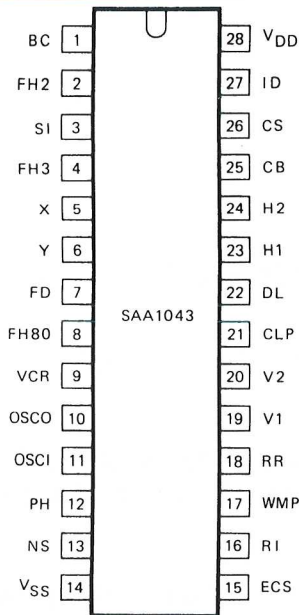 BC 1 28 VDD
FH2 2 27 ID
SI 3 26 CS
FH3 4 25 CB
X 5 24 H2
Y 6 23 H1
FD 7 22 DL
SAA1043
FH80 8 21 CLP
VCR 9 20 V2
OSCO 10 19 V1
OSCI 11 18 RR
PH 12 17 WMP
NS 13 16 RI
VSS 14 15 ECS